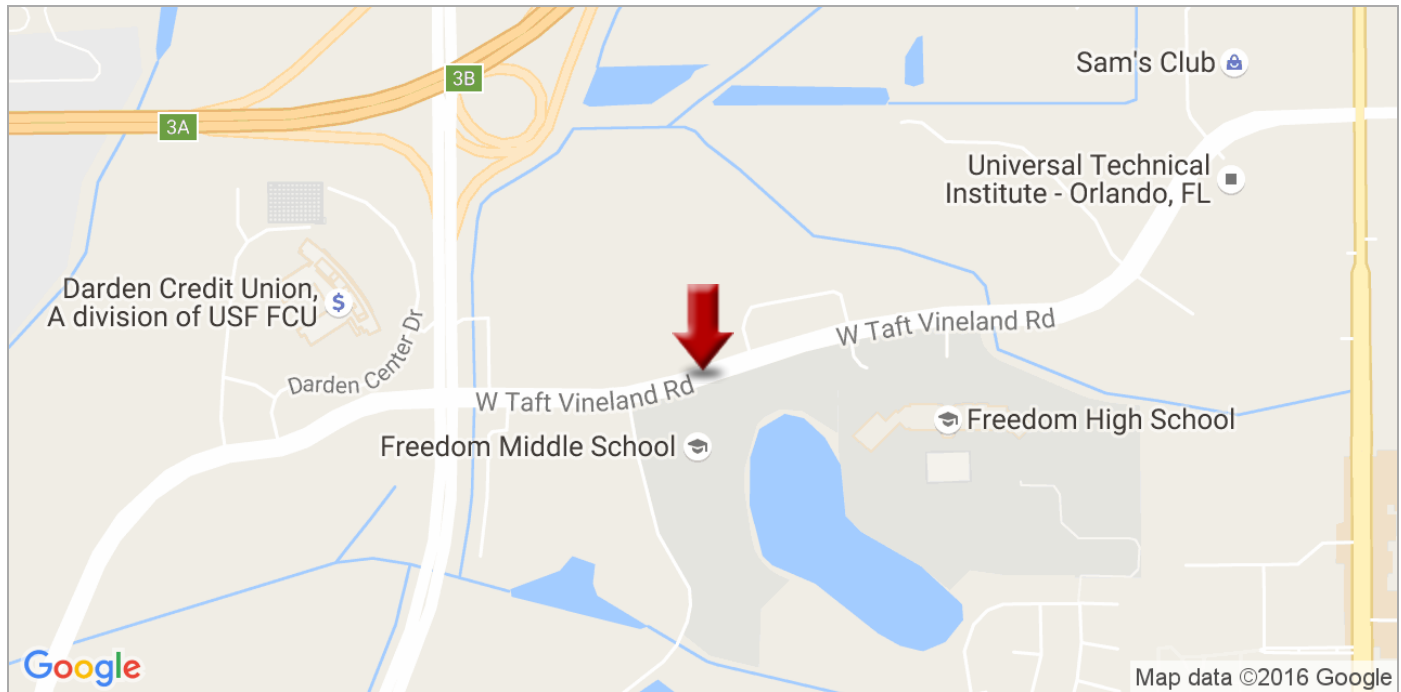 3B
Sam's Club
3A
Universal Technical
Institute - Orlando, FL
Darden Credit Union,
A division of USF FCU
$
W Taft Vineland Rd
Darden Center Dr
W Taft Vineland Rd
Freedom High School
Freedom Middle School
Google
Map data ©2016 Google